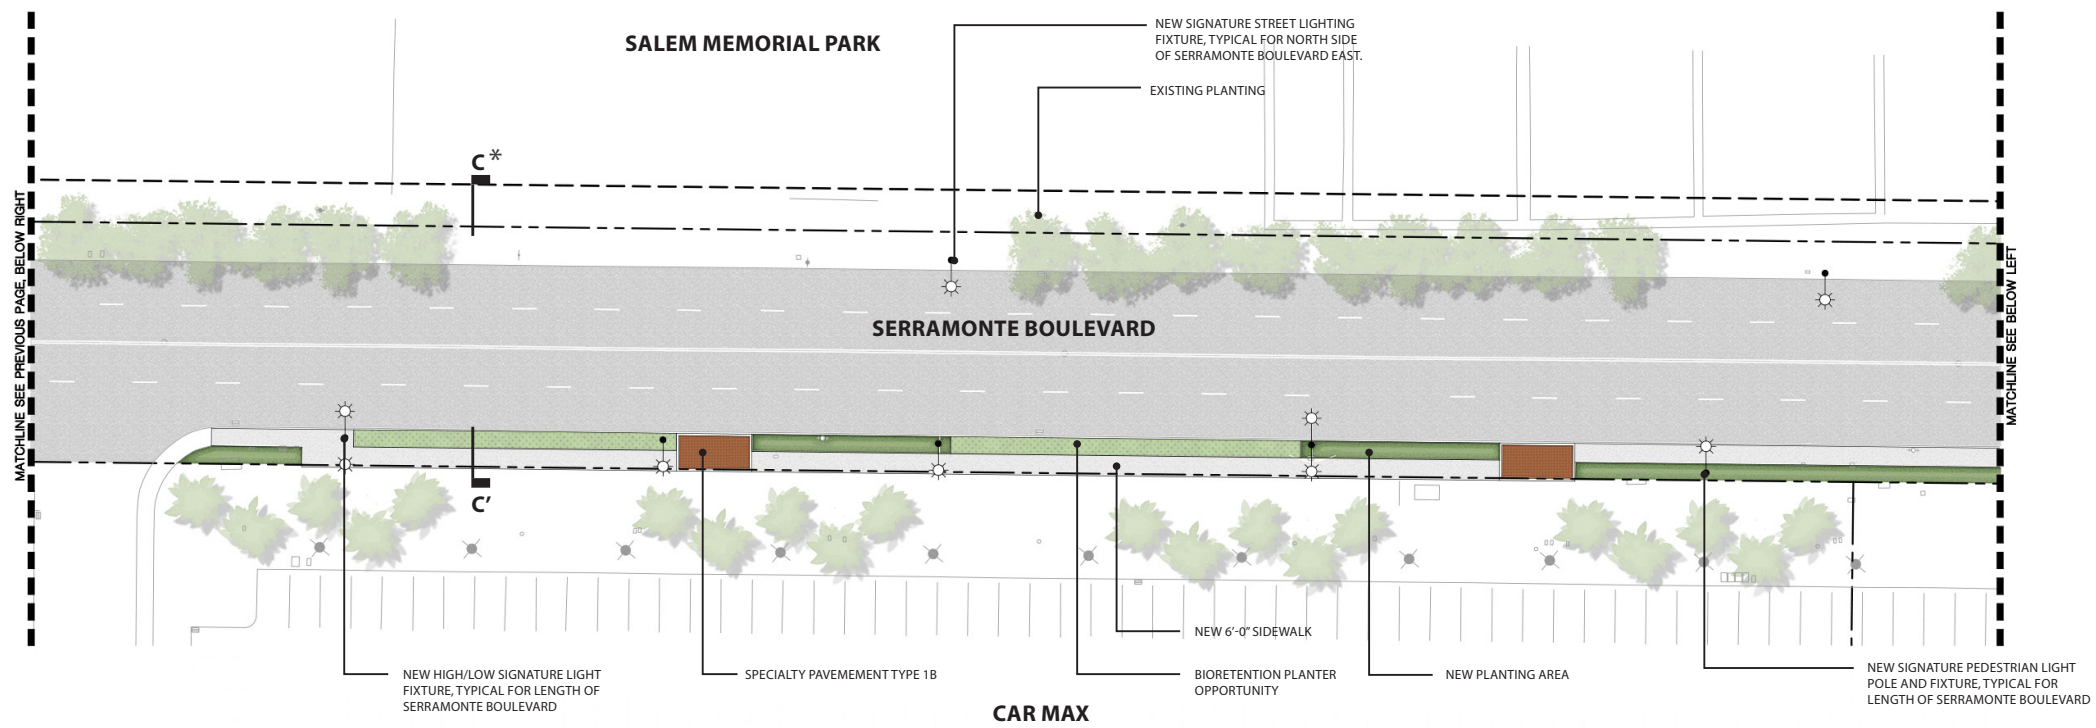 SALEM MEMORIAL PARK
NEW SIGNATURE STREET LIGHTING
FIXTURE, TYPICAL FOR NORTH SIDE
OF SERRAMONTE BOULEVARD EAST.
EXISTING PLANTING
C*
MATCHLINE SEE PREVIOUS PAGE, BELOW RIGHT
SERRAMONTE BOULEVARD
MATCHLINE SEE BELOW LEFT
C’
NEW 6’-0” SIDEWALK
NEW HIGH/LOW SIGNATURE LIGHT
FIXTURE, TYPICAL FOR LENGTH OF
SERRAMONTE BOULEVARD
SPECIALTY PAVEMEMENT TYPE 1B
BIORETENTION PLANTER
OPPORTUNITY
NEW PLANTING AREA
NEW SIGNATURE PEDESTRIAN LIGHT
POLE AND FIXTURE, TYPICAL FOR
LENGTH OF SERRAMONTE BOULEVARD
CAR MAX